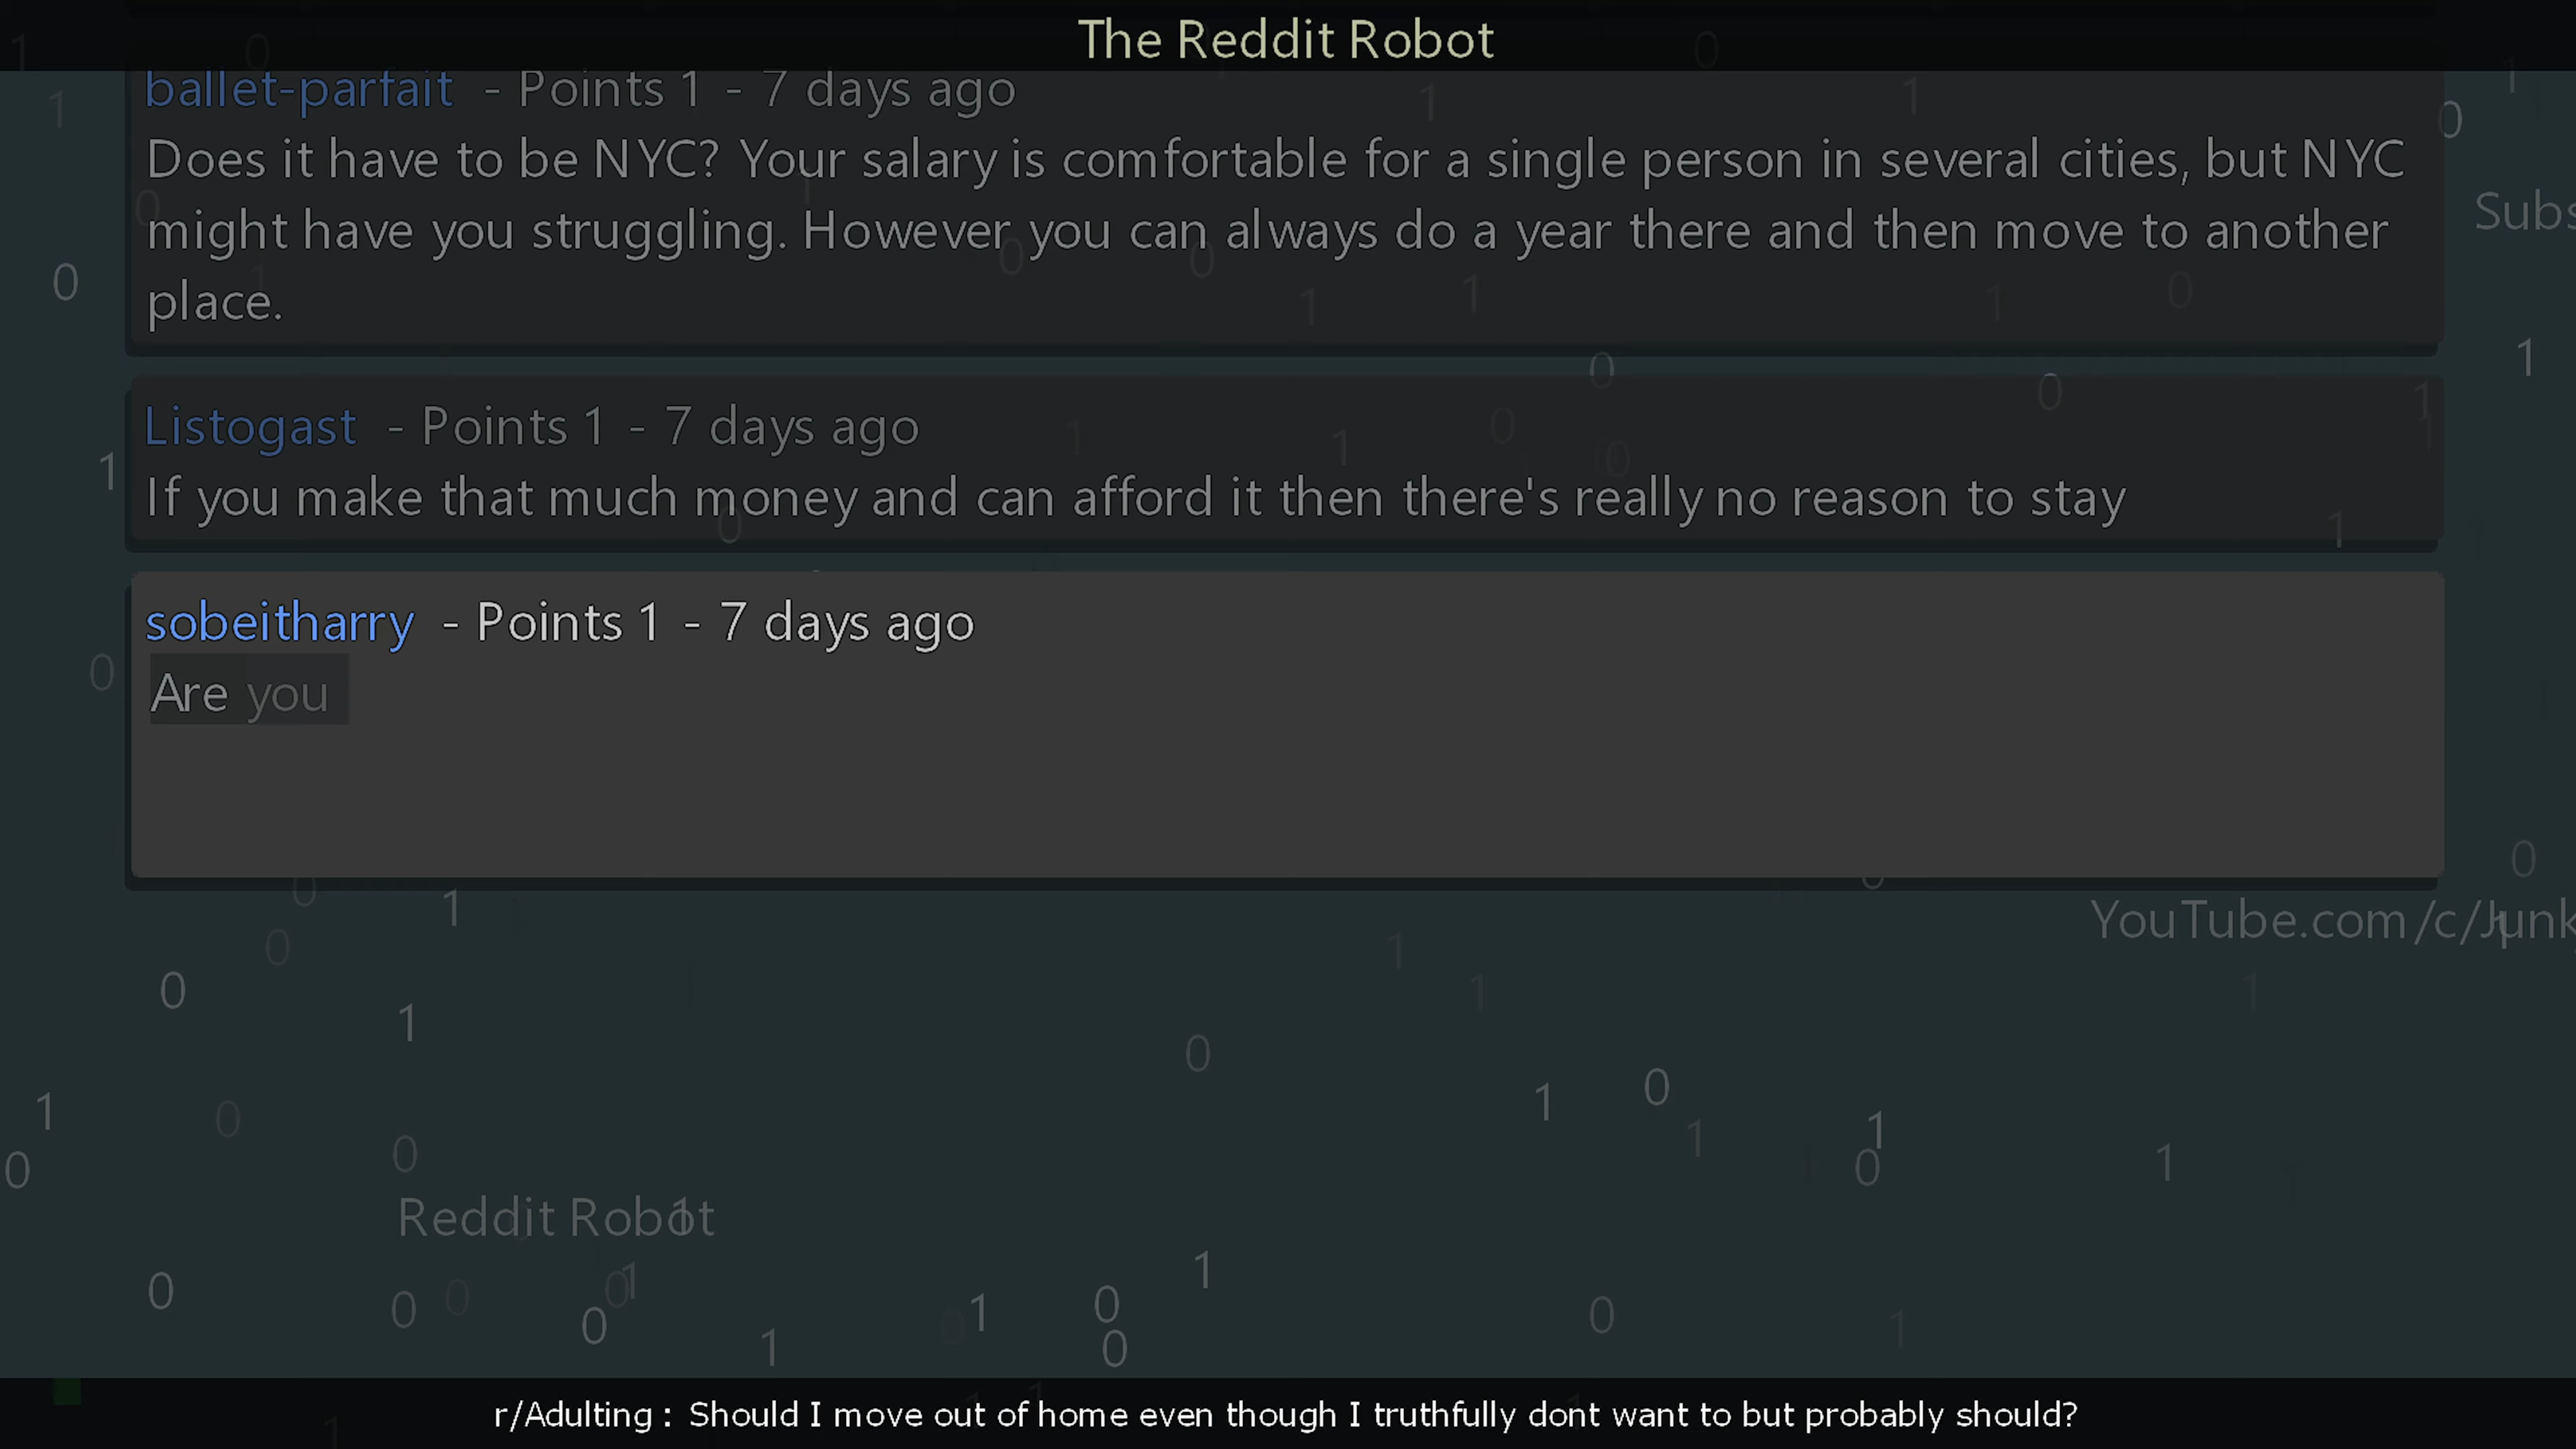 The Reddit Robot
ballet-parfait - Points 1 - 7 days ago
Does it have to be NYC? Your salary is comfortable for a single person in several cities, but NYC
might have you struggling. However you can always do a year there and then move to another
place.
Subs
Listogast - Points 1 - 7 days ago
If you make that much money and can afford it then there's really no reason to stay
sobeitharry - Points 1 - 7 days ago
Are you
YouTube.com/c/Junk
Reddit Robot
r/Adulting : Should I move out of home even though I truthfully dont want to but probably should?